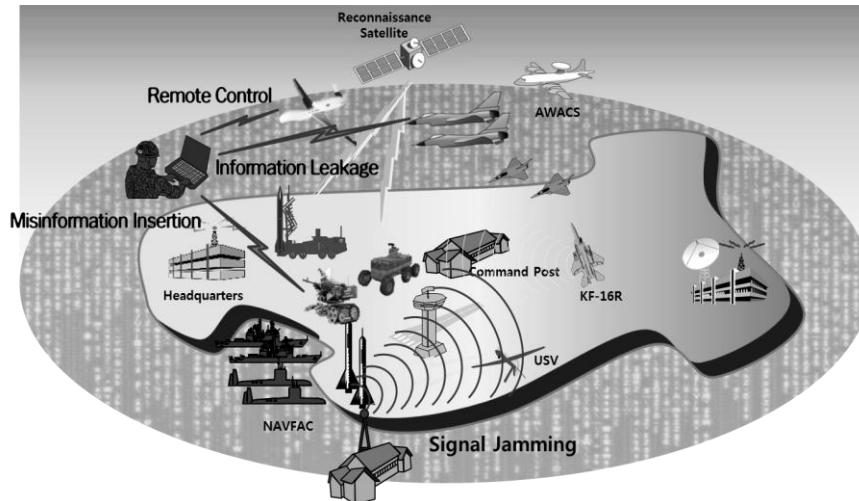 Reconnaissance
Satellite
Remote Control
AWACS
Information Leakage
Misinformation Insertion
Headquarters
Command Post
KF-16R
USV
NAVFAC
Signal Jamming